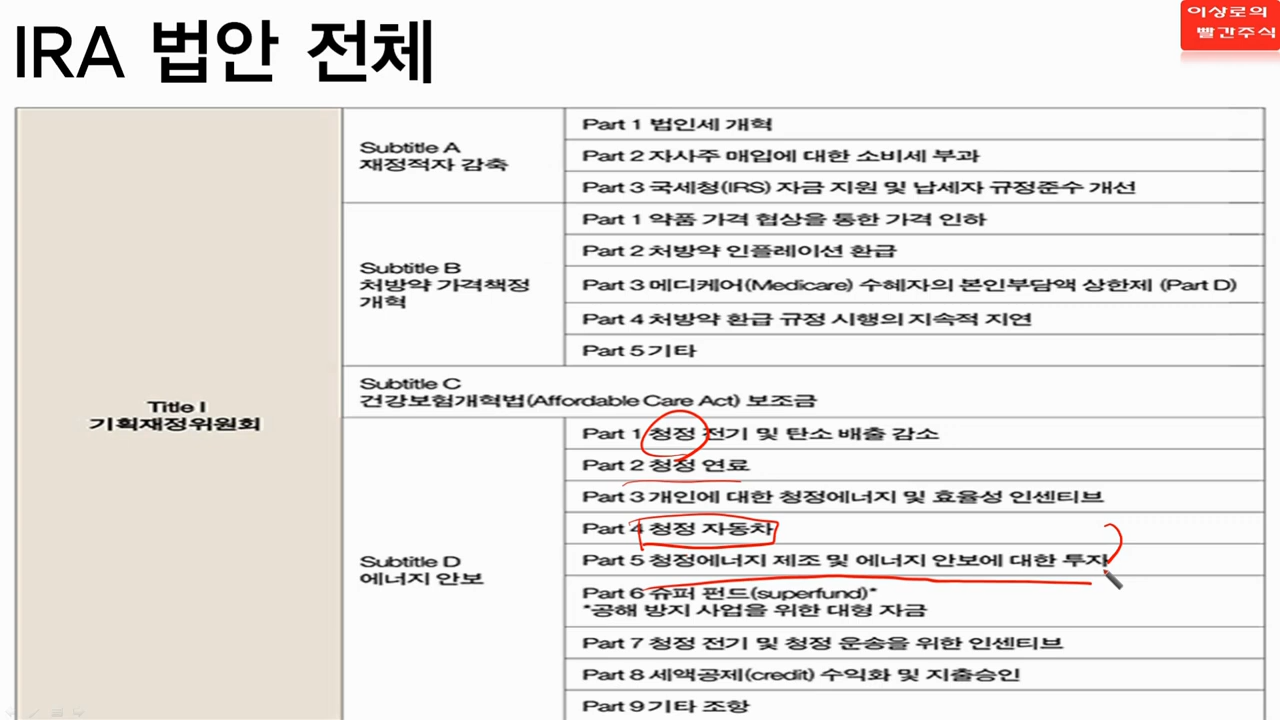 IRA 법안 전체
이상로의
빨간주식
Title I
기획재정위원회
Subtitle A
재정적자 감축
Part 1 법인세 개혁
Part 2 자사주 매입에 대한 소비세 부과
Part 3 국세청(IRS) 자금 지원 및 납세자 규정준수 개선
Subtitle B
처방약 가격책정
개혁
Part 1 약품 가격 협상을 통한 가격 인하
Part 2 처방약 인플레이션 환급
Part 3 메디케어(Medicare) 수혜자의 본인부담액 상한제 (Part D)
Part 4 처방약 환급 규정 시행의 지속적 지연
Part 5 기타
Subtitle C
건강보험개혁법(Affordable Care Act) 보조금
Subtitle D
에너지 안보
Part 1 청정 전기 및 탄소 배출 감소
Part 2 청정 연료
Part 3 개인에 대한 청정에너지 및 효율성 인센티브
Part 4 청정 자동차
Part 5 청정에너지 제조 및 에너지 안보에 대한 투자
Part 6 슈퍼 펀드(superfund)*
*공해 방지 사업을 위한 대형 자금
Part 7 청정 전기 및 청정 운송을 위한 인센티브
Part 8 세액공제(credit) 수익화 및 지출승인
Part 9 기타 조항